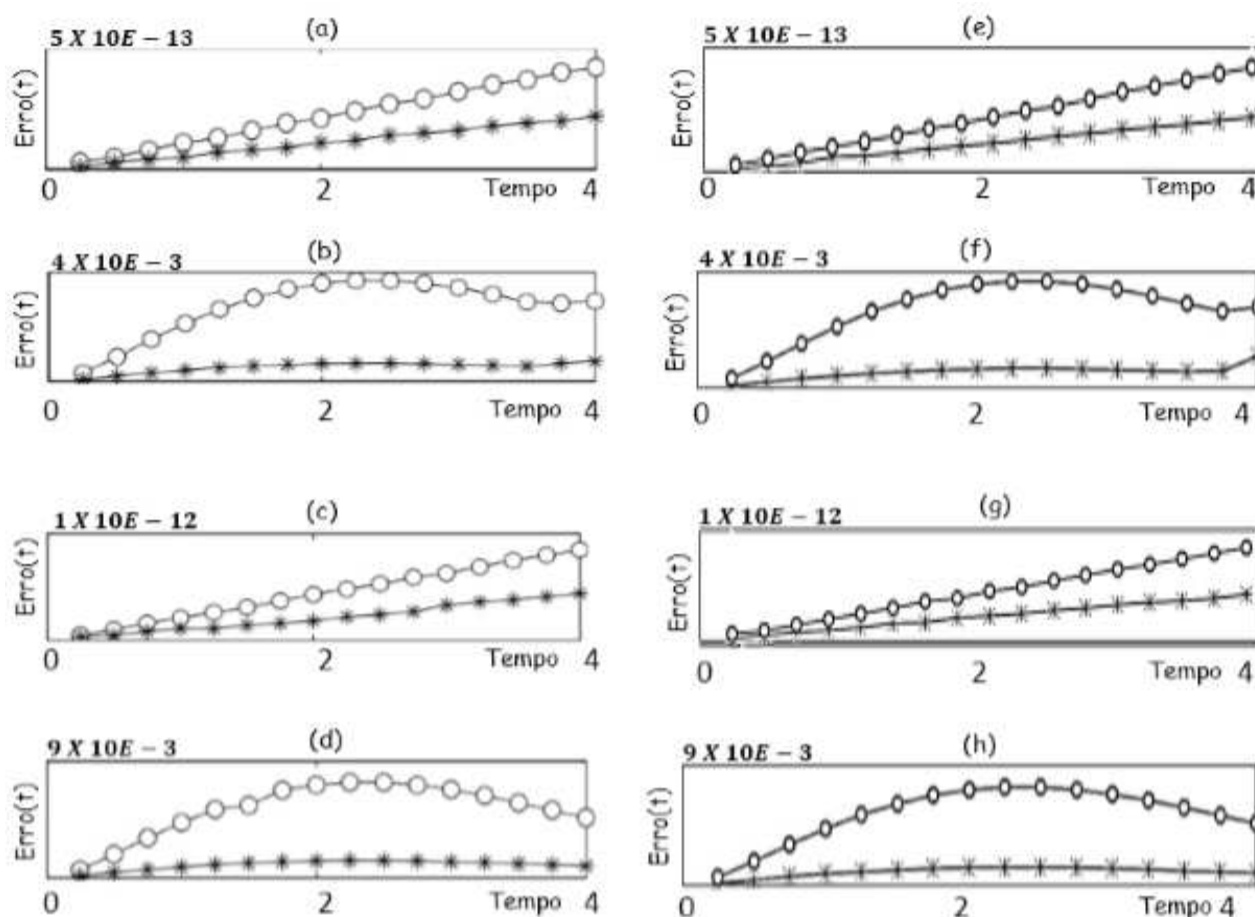 (a)
5 X 10E − 13
Erro(t)
0 2 Tempo 4
(b)
4 X 10E − 3
Erro(t)
0 2 Tempo 4
(c)
1 X 10E − 12
Erro(t)
0 2 Tempo 4
(d)
9 X 10E − 3
Erro(t)
0 2 Tempo 4
(e)
5 X 10E − 13
Erro(t)
0 2 Tempo 4
(f)
4 X 10E − 3
Erro(t)
0 2 Tempo 4
(g)
1 X 10E − 12
Erro(t)
0 2 Tempo 4
(h)
9 X 10E − 3
Erro(t)
0 2 Tempo 4